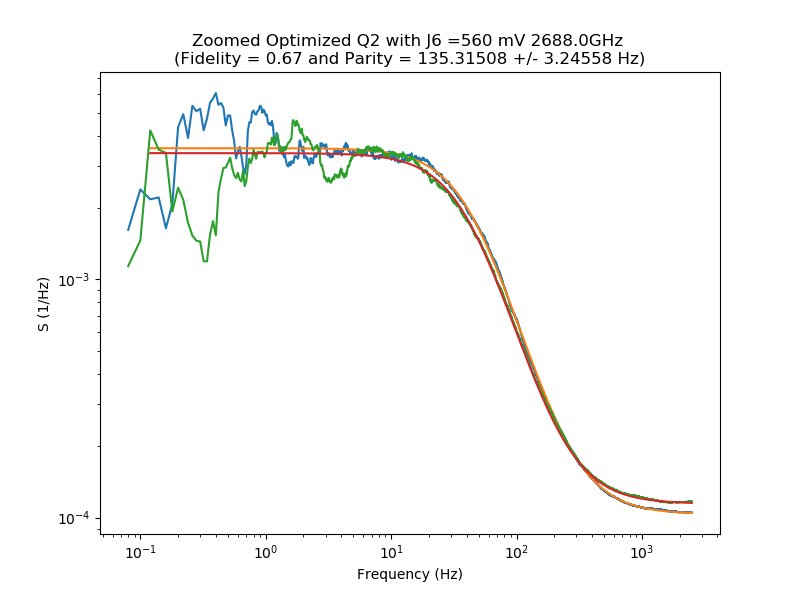 Zoomed Optimized Q2 with J6 =560 mV 2688.0GHz
(Fidelity = 0.67 and Parity = 135.31508 +/- 3.24558 Hz)
S (1/Hz)
10⁻³
10⁻⁴
10⁻¹ 10⁰ 10¹ 10² 10³
Frequency (Hz)